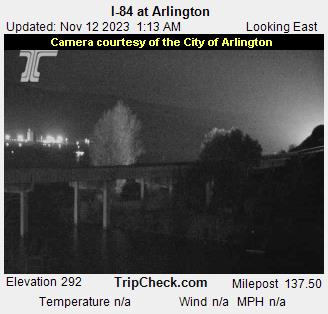 I-84 at Arlington
Updated: Nov 12 2023 1:13 AM Looking East
Camera courtesy of the City of Arlington
Elevation 292 TripCheck.com Milepost 137.50
Temperature n/a Wind n/a MPH n/a